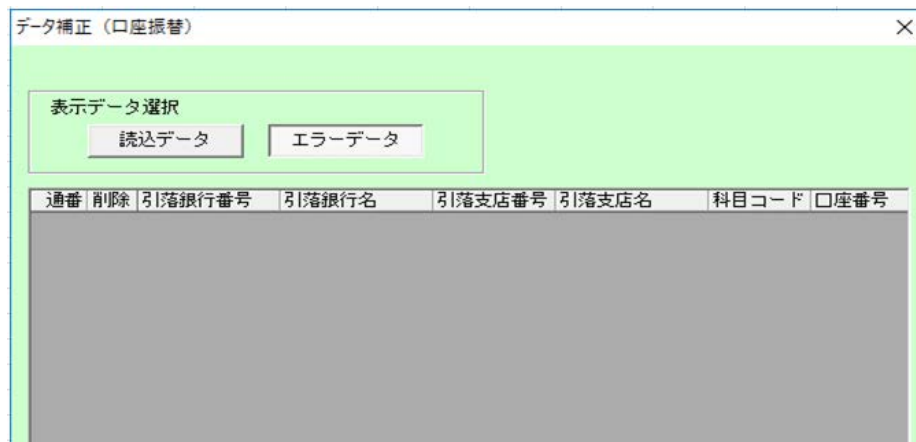 データ補正（口座振替）
表示データ選択
読込データ エラーデータ
通番 削除 引落銀行番号 引落銀行名 引落支店番号 引落支店名 科目コード 口座番号